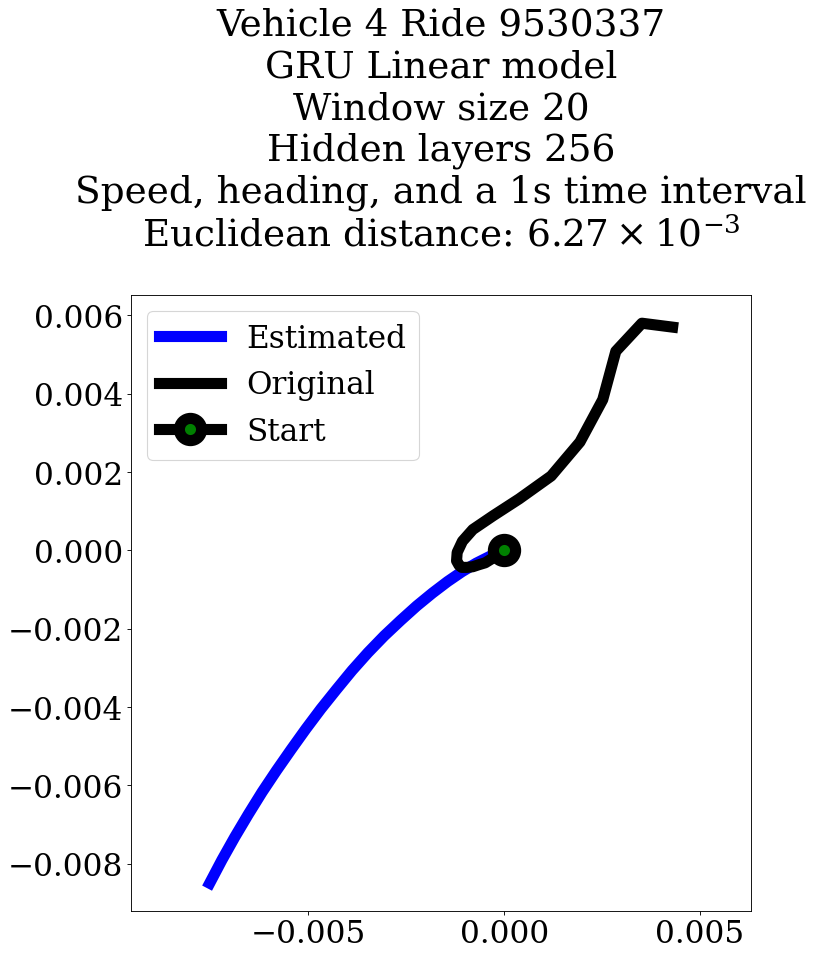 Vehicle 4 Ride 9530337
GRU Linear model
Window size 20
Hidden layers 256
Speed, heading, and a 1s time interval
Euclidean distance: 6.27 × 10⁻³
Estimated
Original
Start
0.006
0.004
0.002
0.000
−0.002
−0.004
−0.006
−0.008
−0.005 0.000 0.005